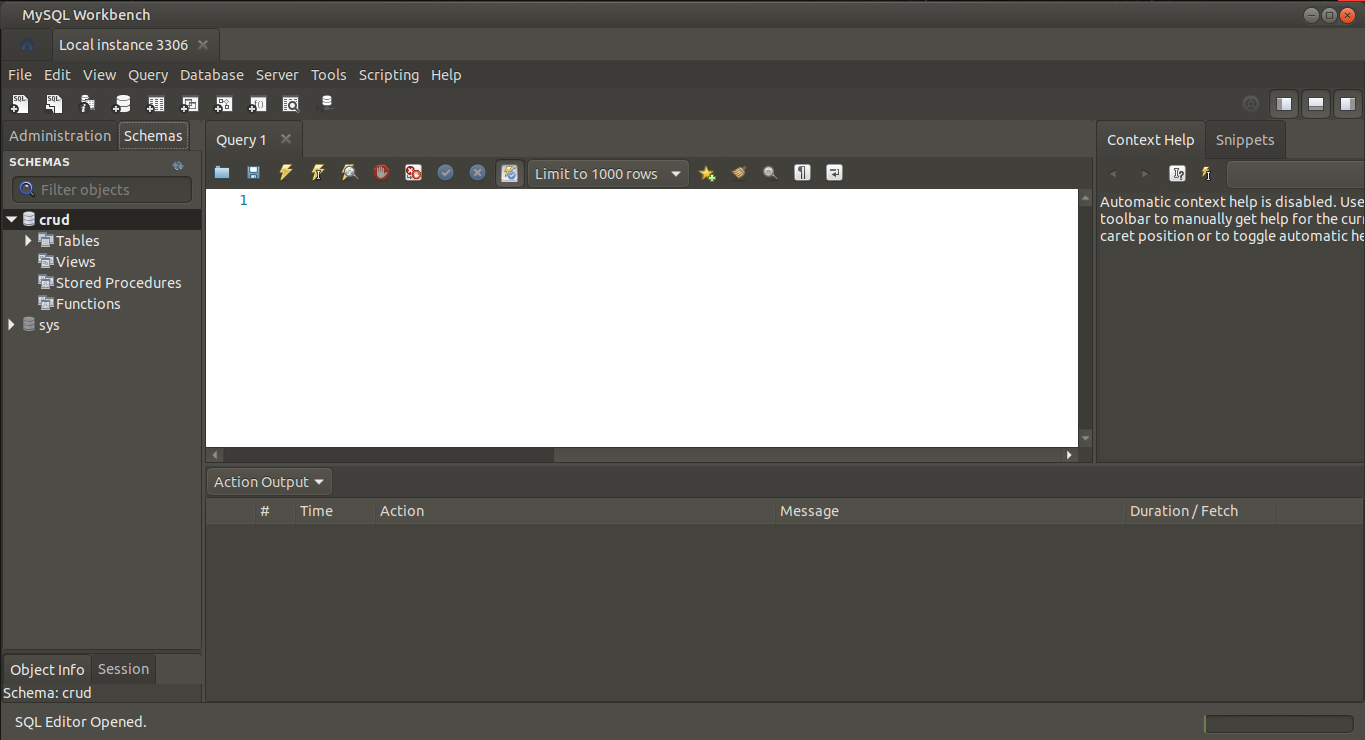 MySQL Workbench
Local instance 3306
File Edit View Query Database Server Tools Scripting Help
Administration Schemas
SCHEMAS
Filter objects
crud
Tables
Views
Stored Procedures
Functions
sys
Query 1
Limit to 1000 rows
1
Context Help Snippets
Automatic context help is disabled. Use
toolbar to manually get help for the cur
caret position or to toggle automatic he
Action Output
# Time Action Message Duration / Fetch
Object Info Session
Schema: crud
SQL Editor Opened.